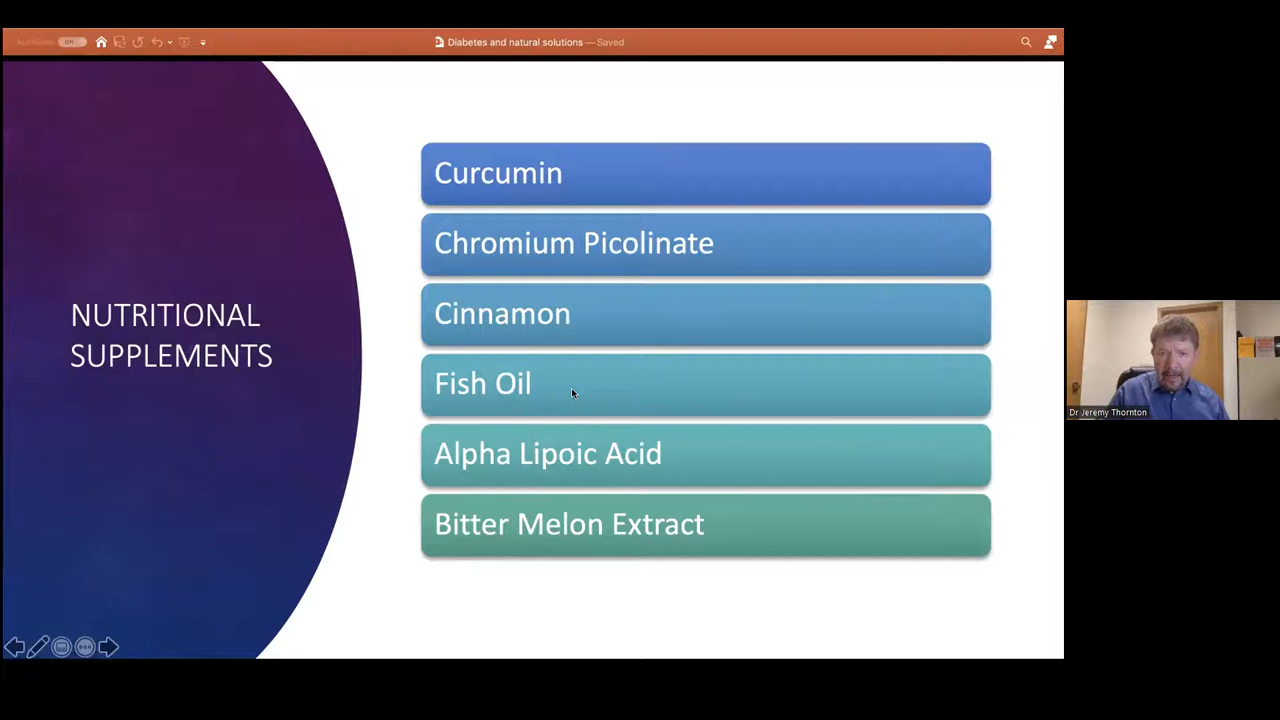 ON
Diabetes and natural solutions — Saved
NUTRITIONAL
SUPPLEMENTS
Curcumin
Chromium Picolinate
Cinnamon
Fish Oil
Alpha Lipoic Acid
Bitter Melon Extract
Dr Jeremy Thornton